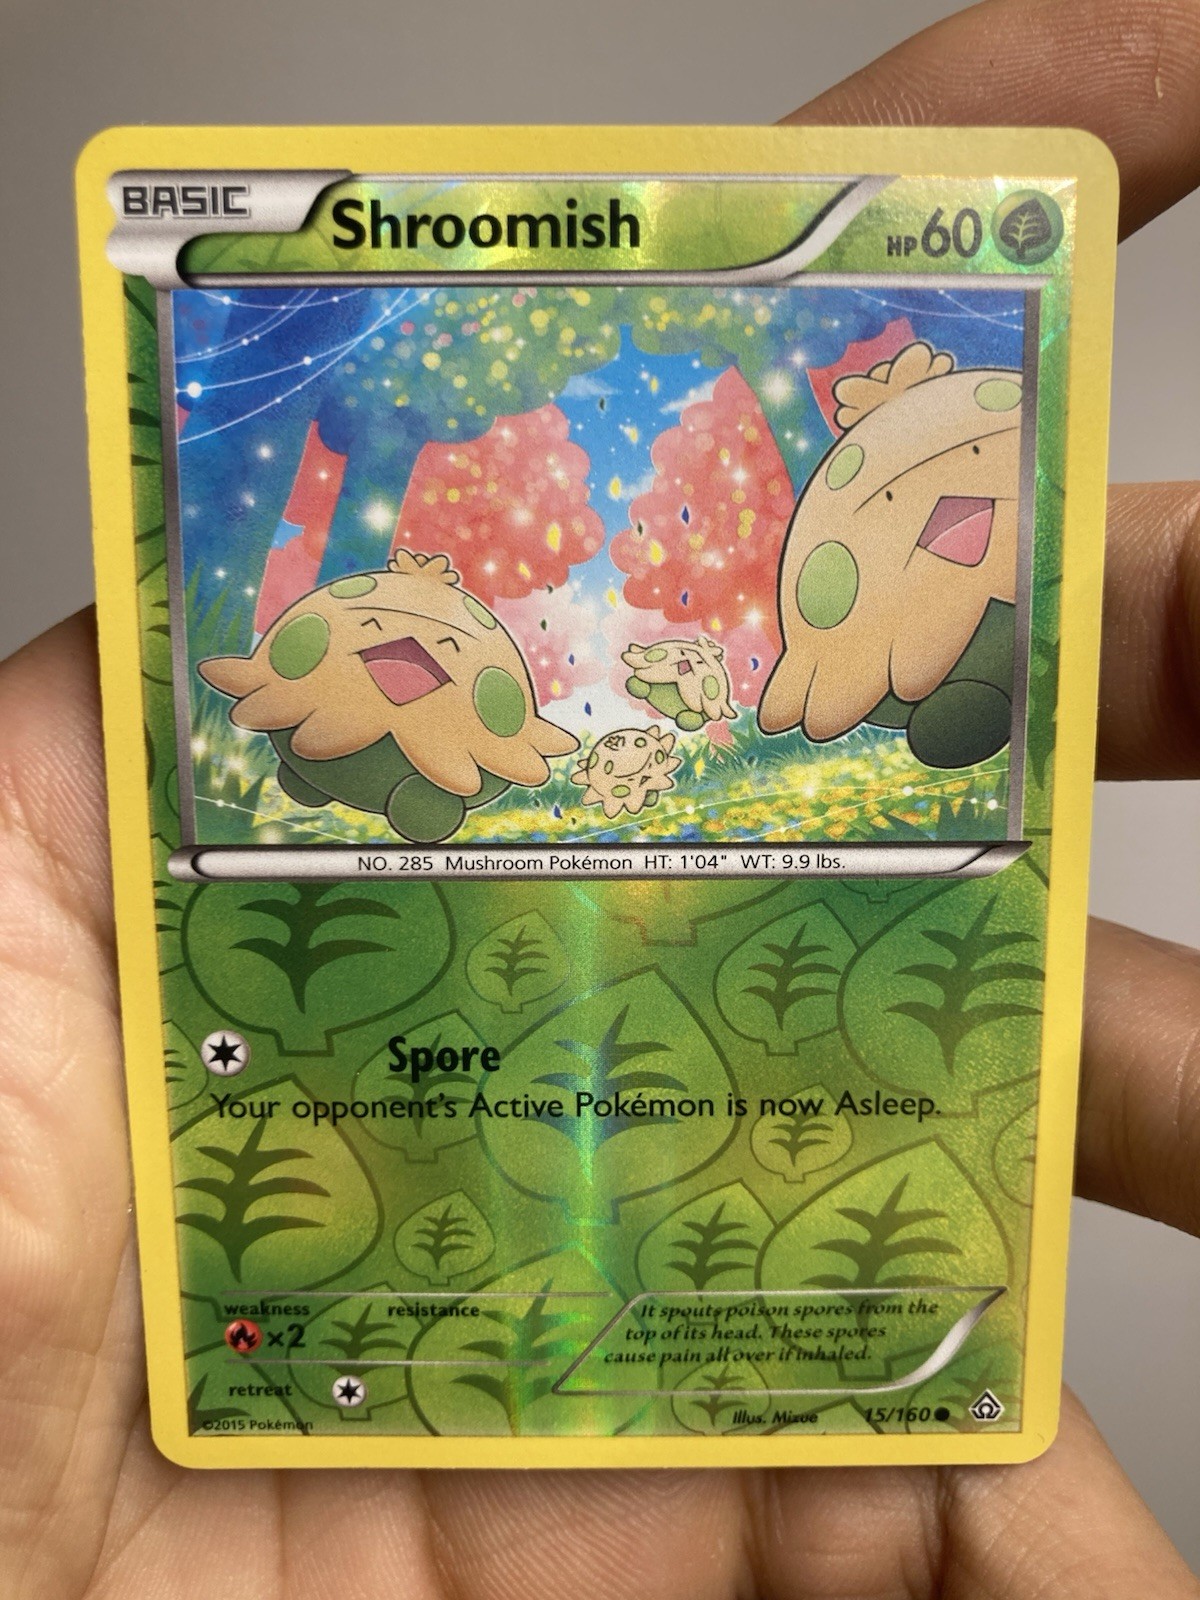 BASIC
Shroomish
HP 60
NO. 285 Mushroom Pokémon HT: 1'04" WT: 9.9 lbs.
Spore
Your opponent's Active Pokémon is now Asleep.
weakness resistance
×2
It spouts poison spores from the
top of its head. These spores
cause pain all over if inhaled.
retreat
©2015 Pokémon
Illus. Mizue 15/160